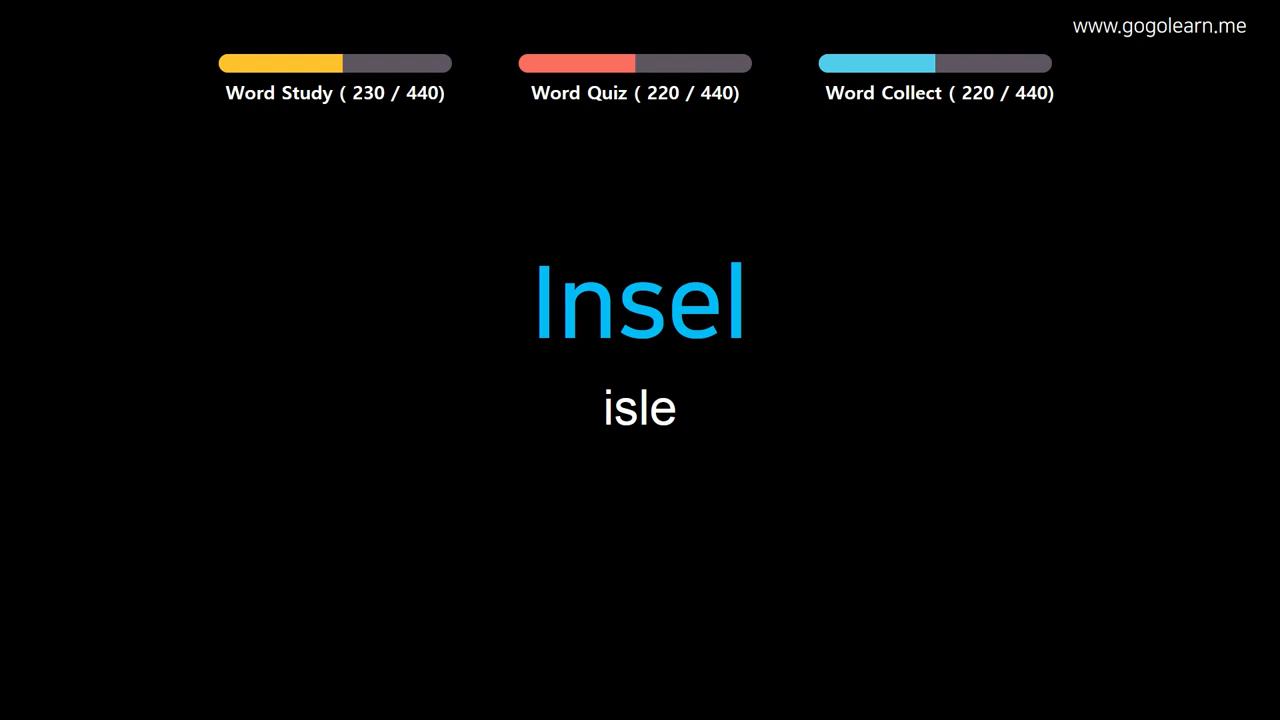 www.gogolearn.me
Word Study ( 230 / 440)
Word Quiz ( 220 / 440)
Word Collect ( 220 / 440)
Insel
isle